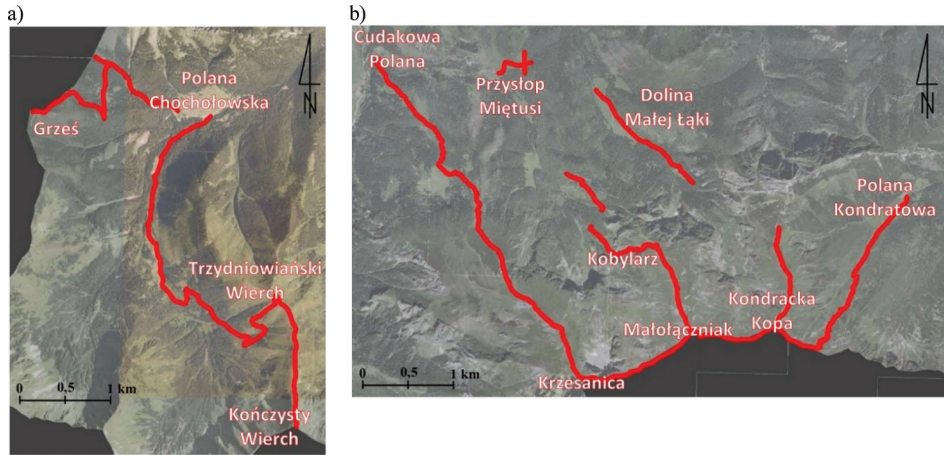 a)
Polana
Chochołowska
Grześ
N
Trzydniowiański
Wierch
0 0,5 1 km
Kończysty
Wierch
b)
Cudakowa
Polana
Przysłop
Miętusi
Dolina
Małej Łąki
N
Polana
Kondratowa
Kobylarz
Kondracka
Kopa
Małołączniak
Krzesanica
0 0,5 1 km